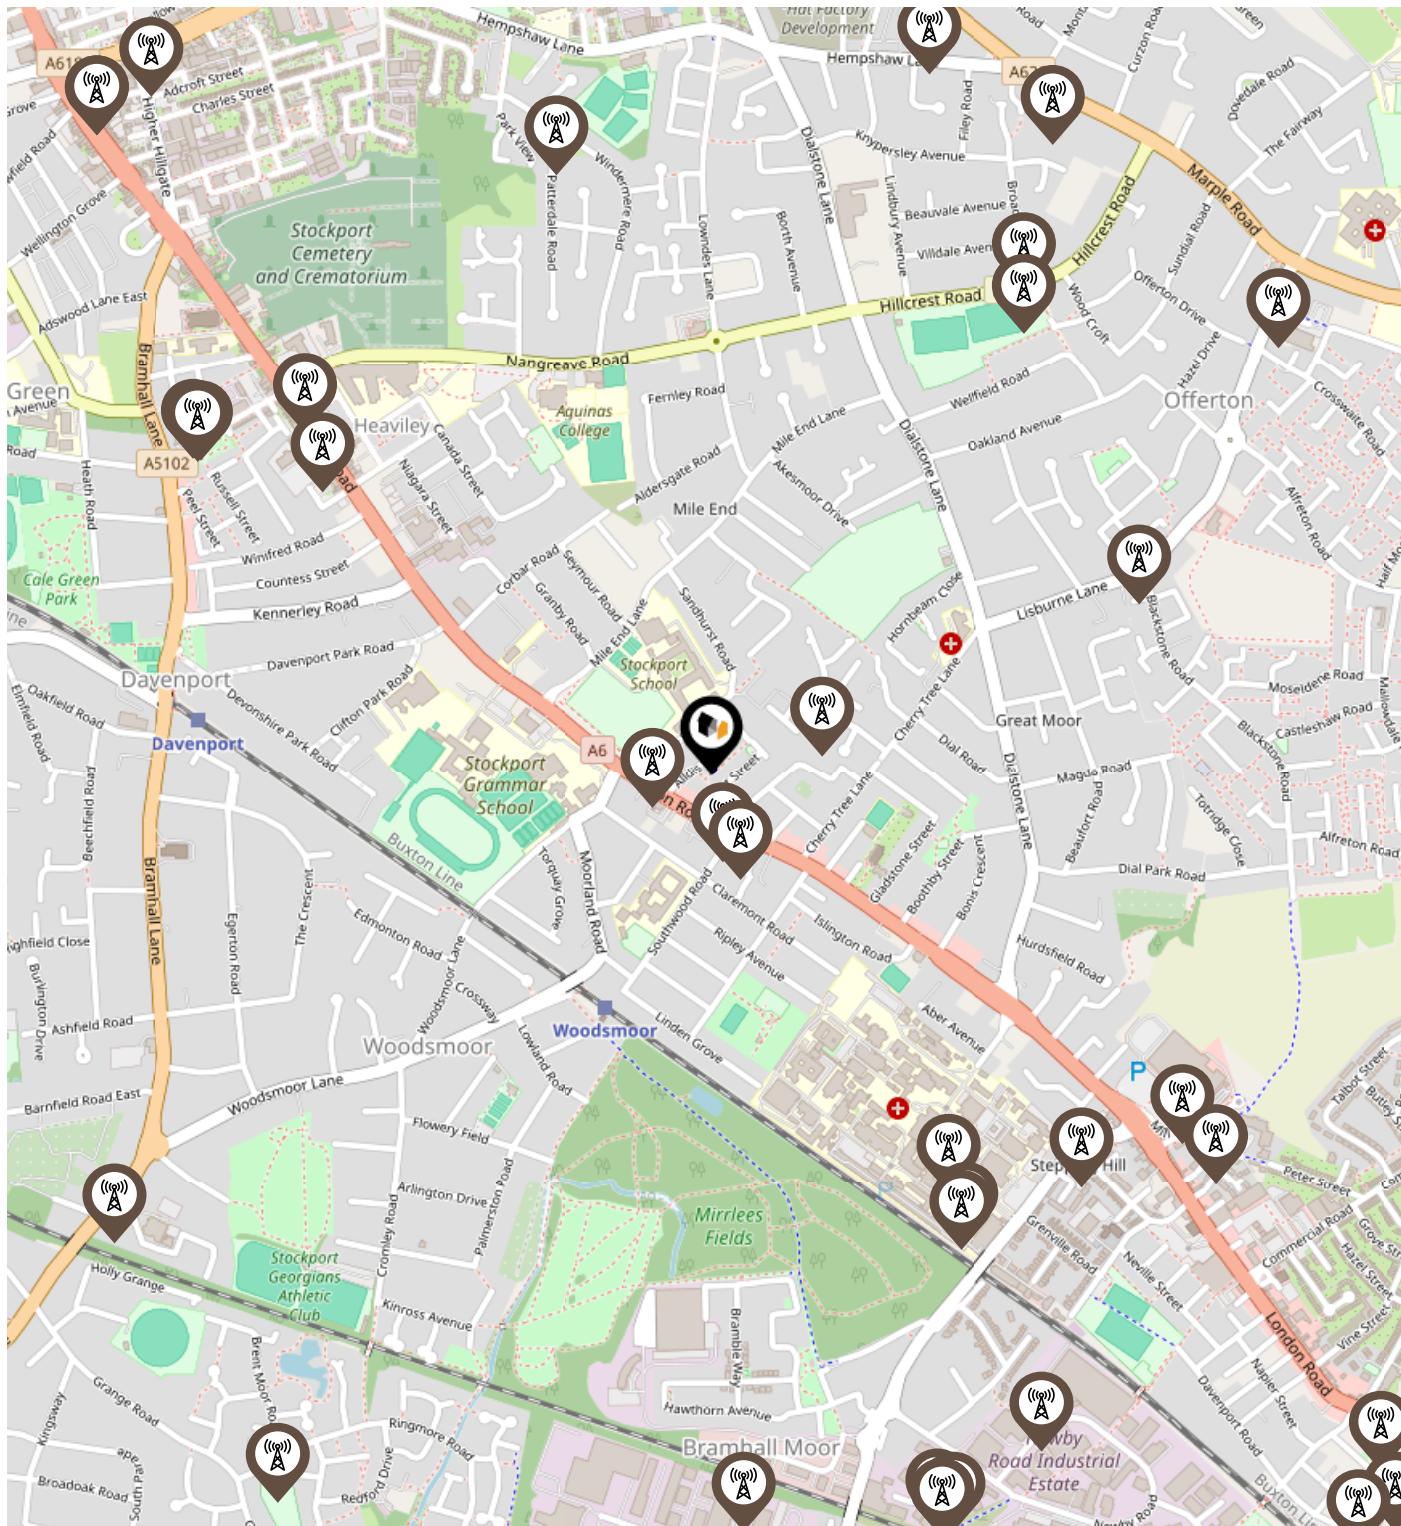 Hat Factory
Development
Hempshaw Lane
Hempshaw
A618
Adcroft Street
Charles Street
Higher Hillgate
Grove
Wellington Grove
Park View
Windermere Road
Patterdale Road
Lowndes Lane
Borth Avenue
Dialstone Lane
Knypersley Avenue
Filey Road
Curzon Road
Road
Green
Dovedale Road
The Fairway
Marple Road
Sundial Road
Hillcrest Road
Beauvale Avenue
Lindbury Avenue
Offerton Drive
Wood Croft
Hazel Drive
Stockport
Cemetery
and Crematorium
Adswood Lane East
Bramhall Lane
Nangreave Road
Hillcrest Road
Green
Avenue
Road
A5102
Heaviley
Canada Street
Niagara Street
Aquinas
College
Fernley Road
Mile End Lane
Aldersgate Road
Akesmoor Drive
Mile End
Dialstone Lane
Wellfield Road
Oakland Avenue
Offerton
Crosswaite Road
Alfreton Road
Heath Road
Peel Street
Russell Street
Winifred Road
Countess Street
Kennerley Road
Cale Green
Park
Corbar Road
Seymour Road
Granby Road
Mile End Lane
Sandhurst Road
Hornbeam Close
Lisburne Lane
Blackstone Road
Davenport Park Road
Davenport
Clifton Park Road
Devonshire Park Road
Oakfield Road
Elmfield Road
Davenport
Stockport
School
A6
Stockport
Grammar
School
Buxton Line
Cherry Tree Lane
Great Moor
Dial Road
Dialstone Lane
Moseldene Road
Castleshaw Road
Mallowdale
Blackstone Road
Beaufort Road
Totridge Close
Alfreton Road
Dial Park Road
Beechfield Road
Bramhall Lane
The Crescent
Egerton Road
Edmonton Road
Torquay Grove
Moorland Road
Southwood Road
Claremont Road
Ripley Avenue
Islington Road
Cherry Tree Lane
Gladstone Street
Boothby Street
Bonis Crescent
Hurdsfield Road
Aber Avenue
Burlington Drive
Ashfield Road
Woodsmoor Lane
Crossway
Lowland Road
Woodsmoor
Woodsmoor
Linden Grove
Barnfield Road East
Woodsmoor Lane
Flowery Field
Arlington Drive
Palmerston Road
Cromley Road
Mirrlees
Fields
P
Hill
Talbot Street
Peter Street
Commercial Road
Hazel Street
Vine Street
Grenville Road
Neville Street
London Road
Napier Street
Davenport Road
Holly Grange
Stockport
Georgians
Athletic
Club
Kinross Avenue
Bramble Way
Hawthorn Avenue
Bramhall Moor
Road Industrial
Estate
Newby Road
Kingsway
Grange Road
Broadoak Road
Ringmore Road
Redford Drive